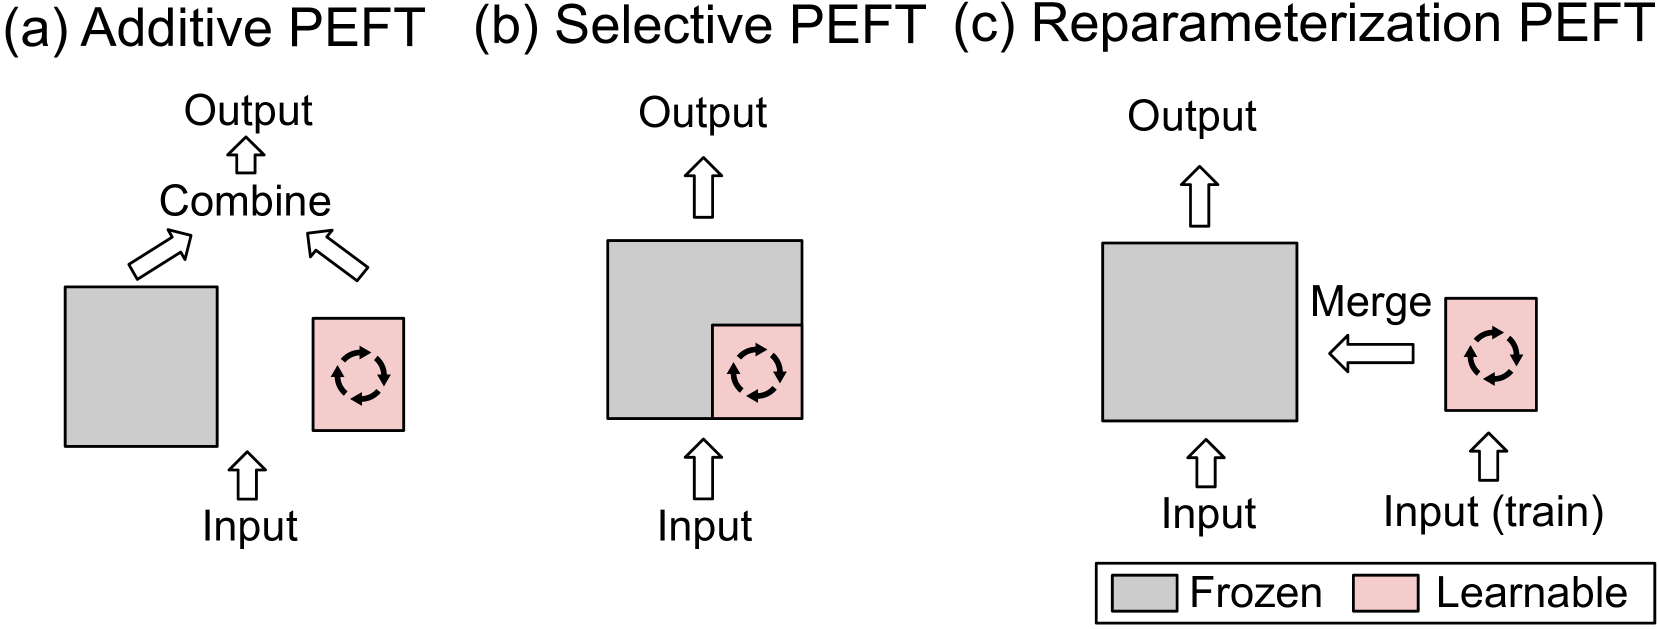 (a) Additive PEFT
Output
Combine
Input
(b) Selective PEFT
Output
Input
(c) Reparameterization PEFT
Output
Merge
Input
Input (train)
Frozen
Learnable